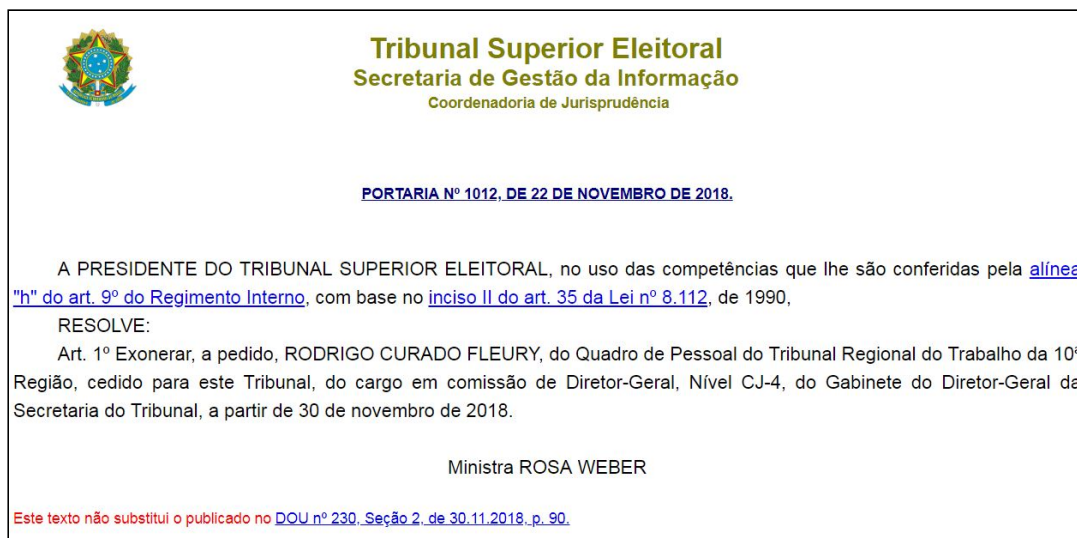 Tribunal Superior Eleitoral
Secretaria de Gestão da Informação
Coordenadoria de Jurisprudência
PORTARIA Nº 1012, DE 22 DE NOVEMBRO DE 2018.
A PRESIDENTE DO TRIBUNAL SUPERIOR ELEITORAL, no uso das competências que lhe são conferidas pela alínea
"h" do art. 9º do Regimento Interno, com base no inciso II do art. 35 da Lei nº 8.112, de 1990,
RESOLVE:
Art. 1º Exonerar, a pedido, RODRIGO CURADO FLEURY, do Quadro de Pessoal do Tribunal Regional do Trabalho da 10ª
Região, cedido para este Tribunal, do cargo em comissão de Diretor-Geral, Nível CJ-4, do Gabinete do Diretor-Geral da
Secretaria do Tribunal, a partir de 30 de novembro de 2018.
Ministra ROSA WEBER
Este texto não substitui o publicado no DOU nº 230, Seção 2, de 30.11.2018, p. 90.